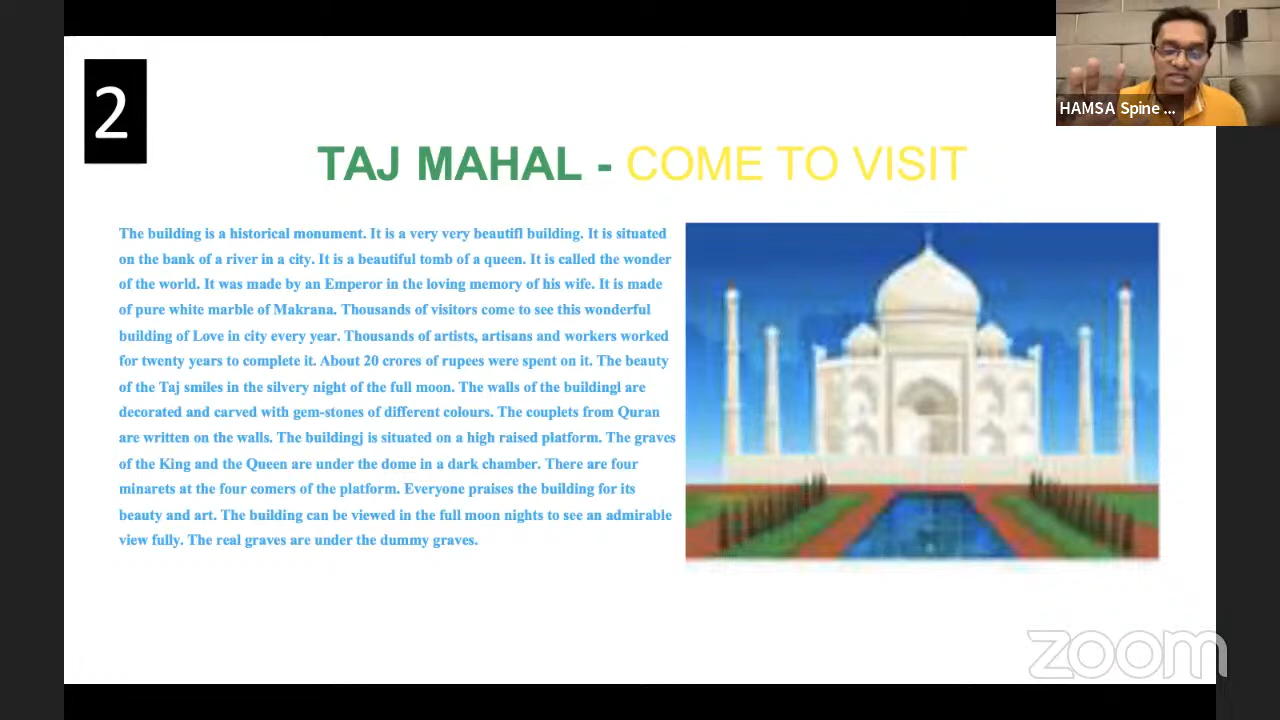 2
HAMSA Spine ...
TAJ MAHAL - COME TO VISIT
The building is a historical monument. It is a very very beautifl building. It is situated
on the bank of a river in a city. It is a beautiful tomb of a queen. It is called the wonder
of the world. It was made by an Emperor in the loving memory of his wife. It is made
of pure white marble of Makrana. Thousands of visitors come to see this wonderful
building of Love in city every year. Thousands of artists, artisans and workers worked
for twenty years to complete it. About 20 crores of rupees were spent on it. The beauty
of the Taj smiles in the silvery night of the full moon. The walls of the buildingl are
decorated and carved with gem-stones of different colours. The couplets from Quran
are written on the walls. The buildingj is situated on a high raised platform. The graves
of the King and the Queen are under the dome in a dark chamber. There are four
minarets at the four comers of the platform. Everyone praises the building for its
beauty and art. The building can be viewed in the full moon nights to see an admirable
view fully. The real graves are under the dummy graves.
zoom